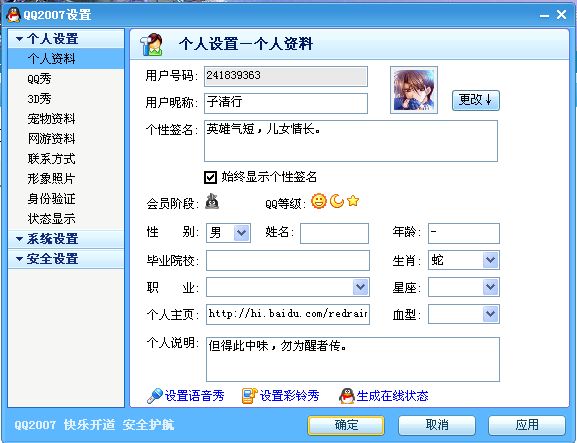 QQ2007设置
个人设置
个人资料
QQ秀
3D秀
宠物资料
网游资料
联系方式
形象照片
身份验证
状态显示
系统设置
安全设置
个人设置－个人资料
用户号码: 241839363
用户昵称: 子清行
更改↓
个性签名: 英雄气短，儿女情长。
始终显示个性签名
会员阶段: QQ等级:
性 别: 男 姓名: 年龄: -
毕业院校: 生肖: 蛇
职 业: 星座:
个人主页: http://hi.baidu.com/redrain 血型:
个人说明: 但得此中味，勿为醒者传。
设置语音秀 设置彩铃秀 生成在线状态
QQ2007 快乐开道 安全护航 确定 取消 应用